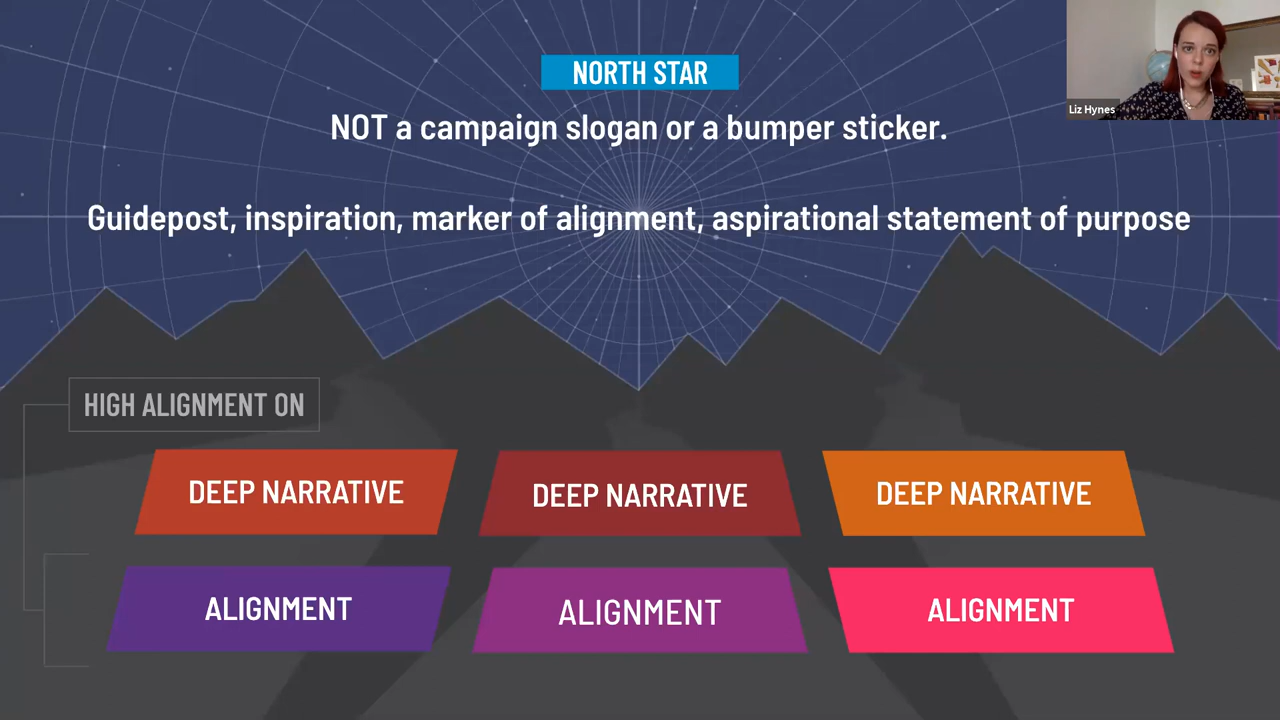 NORTH STAR
NOT a campaign slogan or a bumper sticker.
Liz Hynes
Guidepost, inspiration, marker of alignment, aspirational statement of purpose
HIGH ALIGNMENT ON
DEEP NARRATIVE
DEEP NARRATIVE
DEEP NARRATIVE
ALIGNMENT
ALIGNMENT
ALIGNMENT